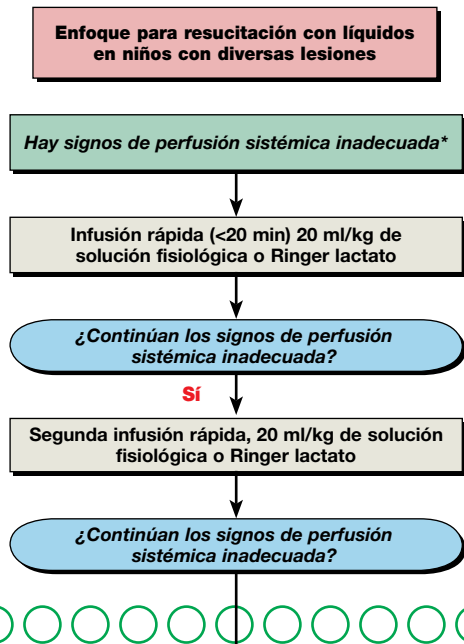 Enfoque para resucitación con líquidos
en niños con diversas lesiones
Hay signos de perfusión sistémica inadecuada*
Infusión rápida (<20 min) 20 ml/kg de
solución fisiológica o Ringer lactato
¿Continúan los signos de perfusión
sistémica inadecuada?
Sí
Segunda infusión rápida, 20 ml/kg de solución
fisiológica o Ringer lactato
¿Continúan los signos de perfusión
sistémica inadecuada?